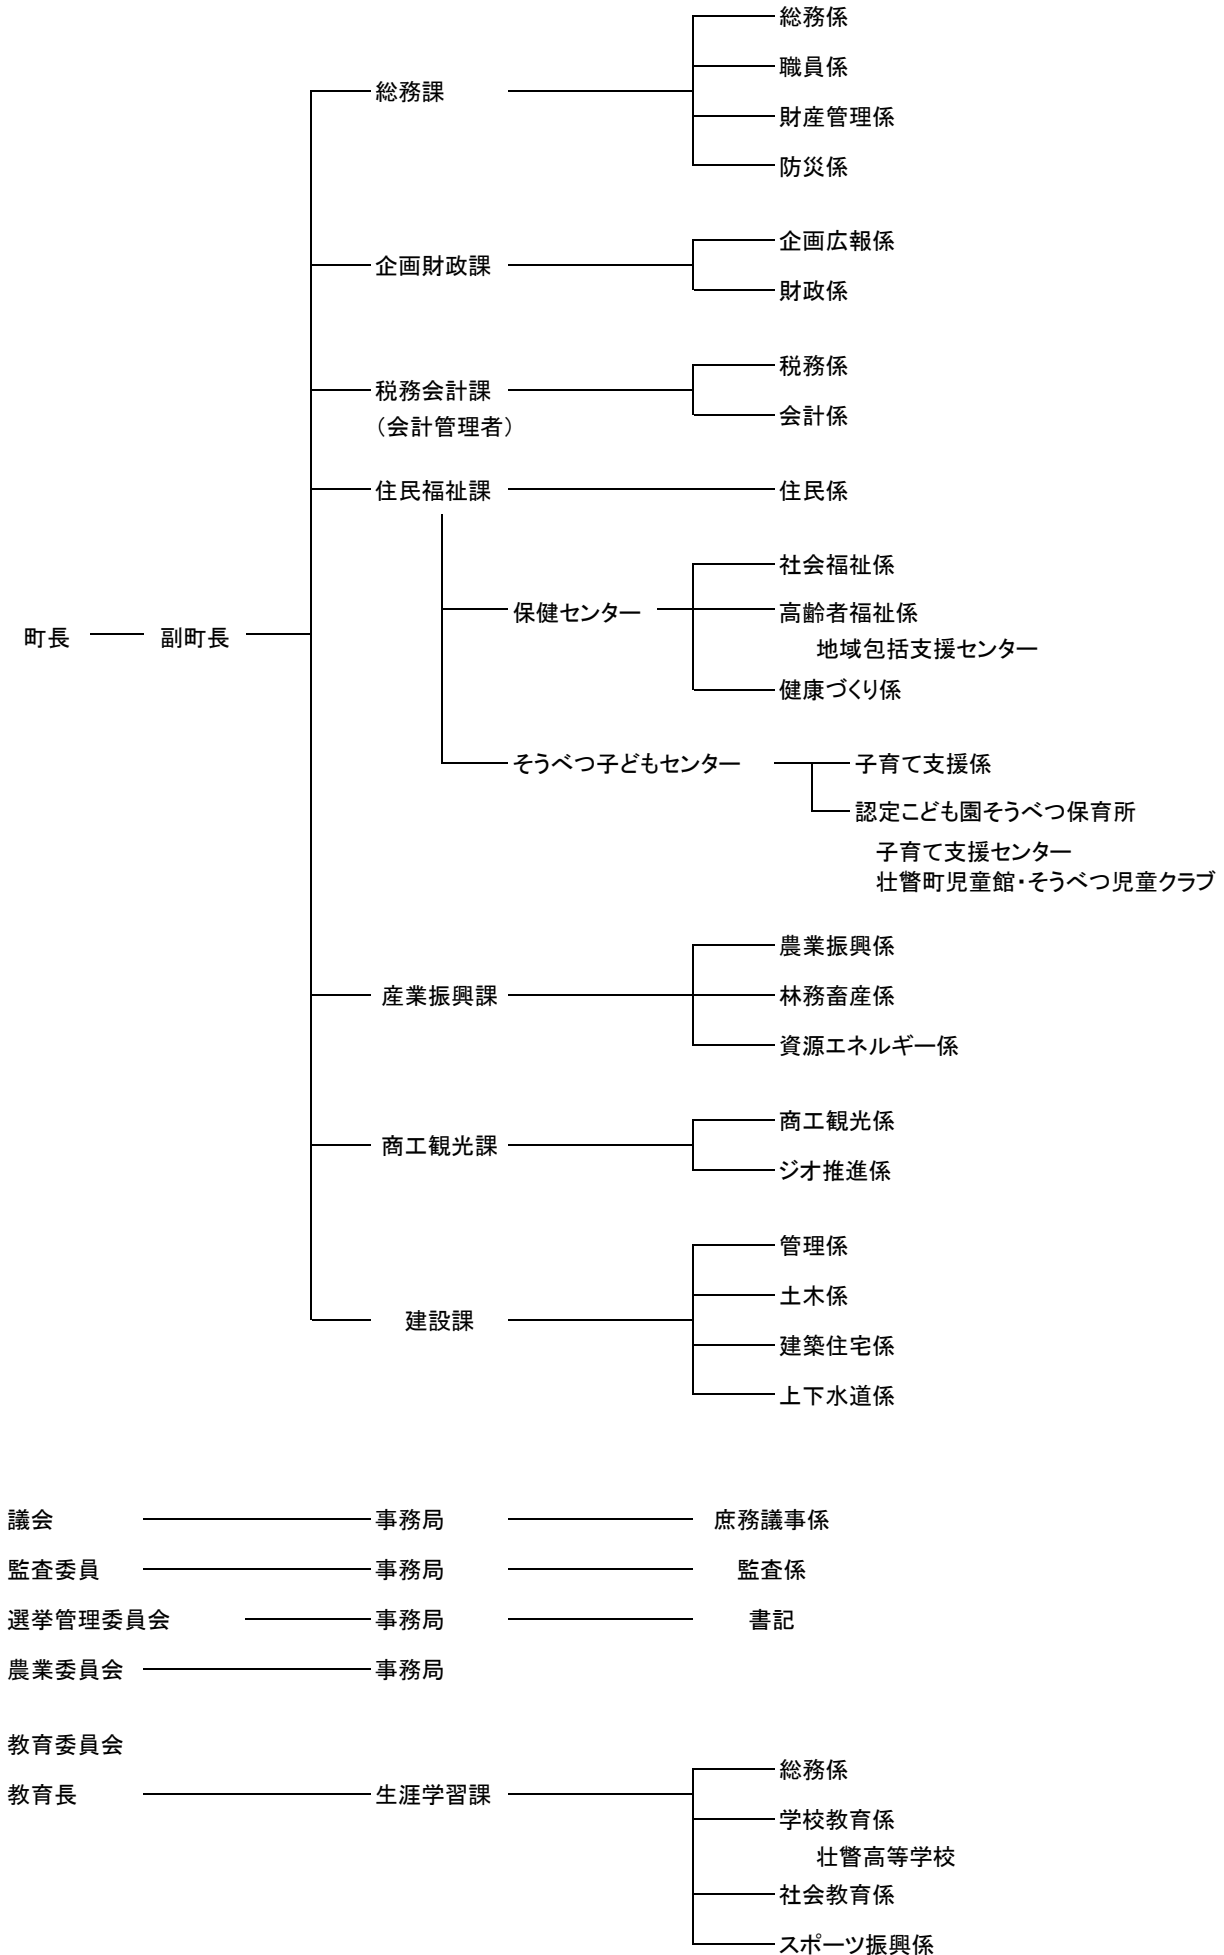 総務係
職員係
総務課
財産管理係
防災係
企画広報係
企画財政課
財政係
税務係
税務会計課
会計係
（会計管理者）
住民福祉課
住民係
社会福祉係
保健センター
高齢者福祉係
町長
副町長
地域包括支援センター
健康づくり係
そうべつ子どもセンター
子育て支援係
認定こども園そうべつ保育所
子育て支援センター
壮瞥町児童館・そうべつ児童クラブ
農業振興係
産業振興課
林務畜産係
資源エネルギー係
商工観光係
商工観光課
ジオ推進係
管理係
土木係
建設課
建築住宅係
上下水道係
議会 事務局 庶務議事係
監査委員 事務局 監査係
選挙管理委員会 事務局 書記
農業委員会 事務局
教育委員会
総務係
教育長 生涯学習課
学校教育係
壮瞥高等学校
社会教育係
スポーツ振興係